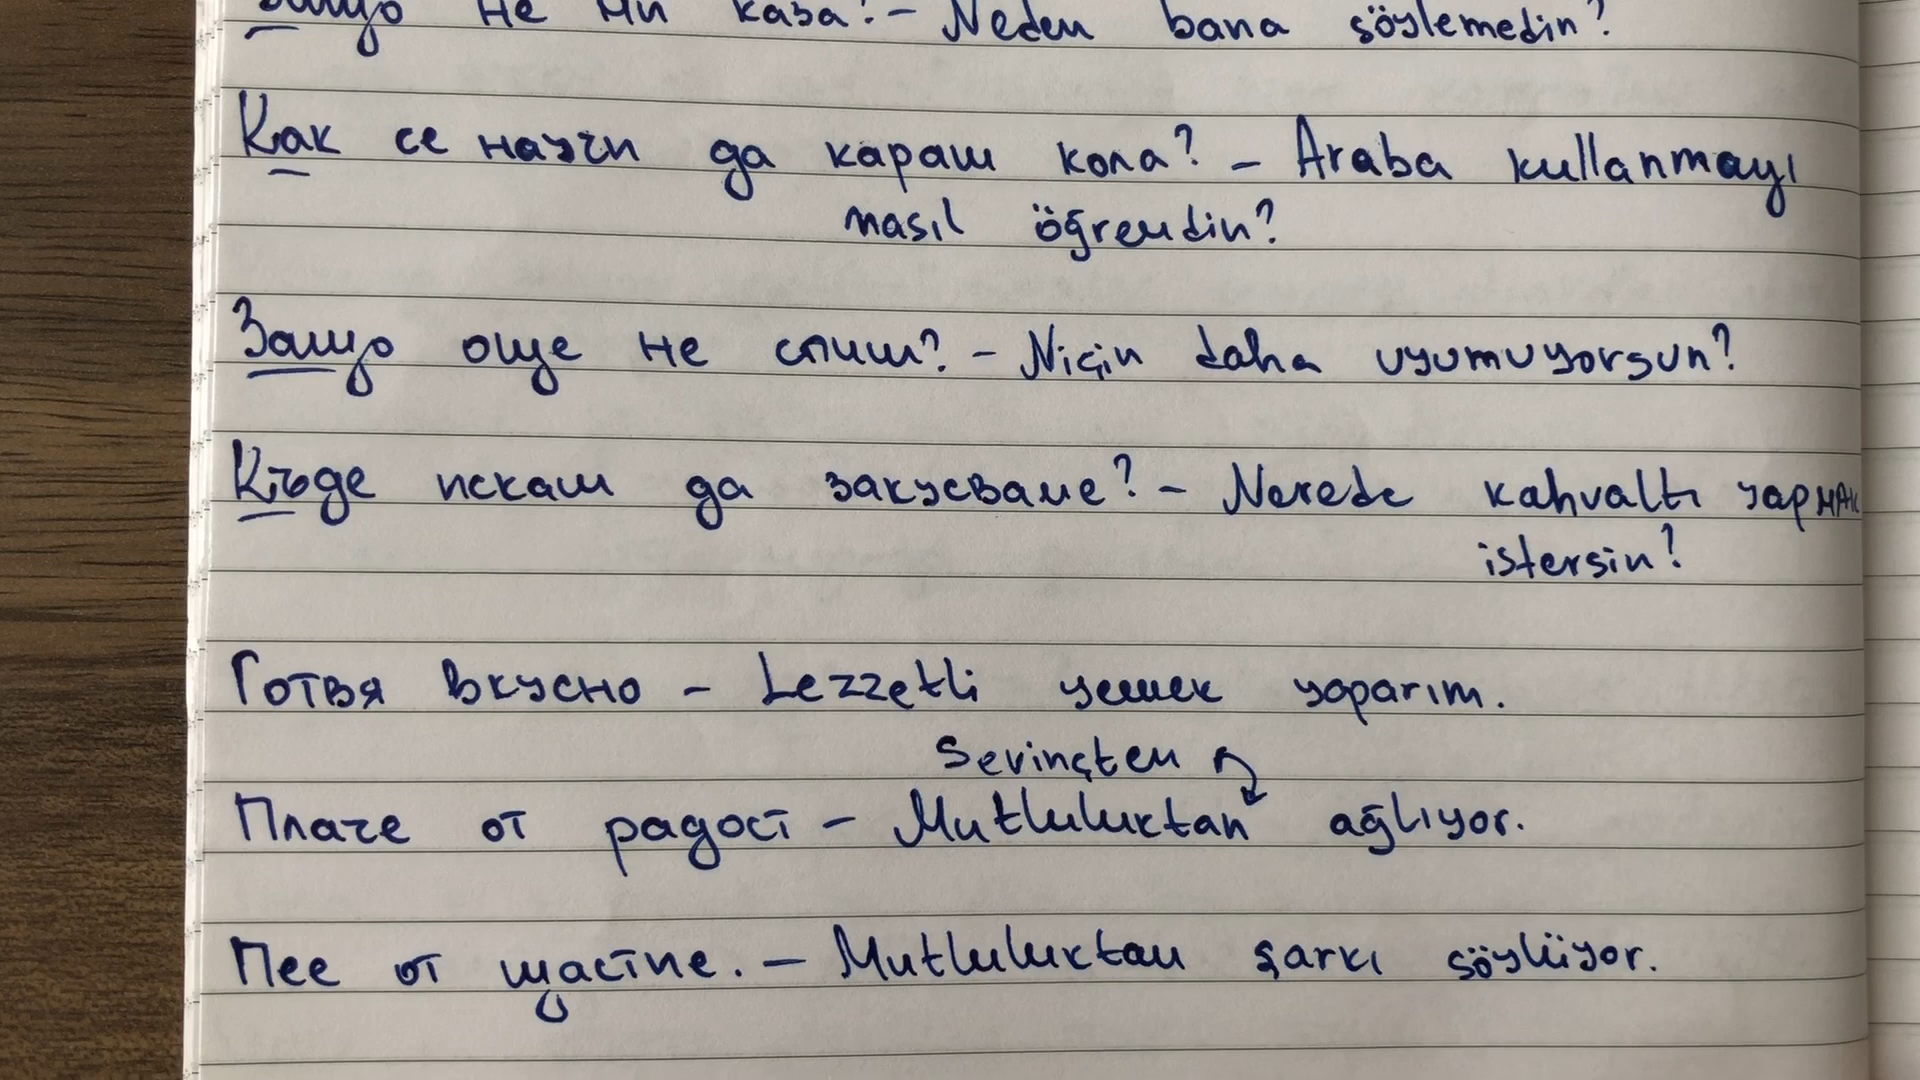 Защо не ми каза? - Neden bana söylemedin?
Как се научи да караш кола? - Araba kullanmayı
nasıl öğrendin?
Защо още не спиш? - Niçin daha uyumuyorsun?
Къде искаш да закусваме? - Nerede kahvaltı yapmak
istersin?
Готвя вкусно - Lezzetli yemek yaparım.
Sevinçten
Плаче от радост - Mutluluktan ağlıyor.
Пее от щастие. - Mutluluktan şarkı söylüyor.